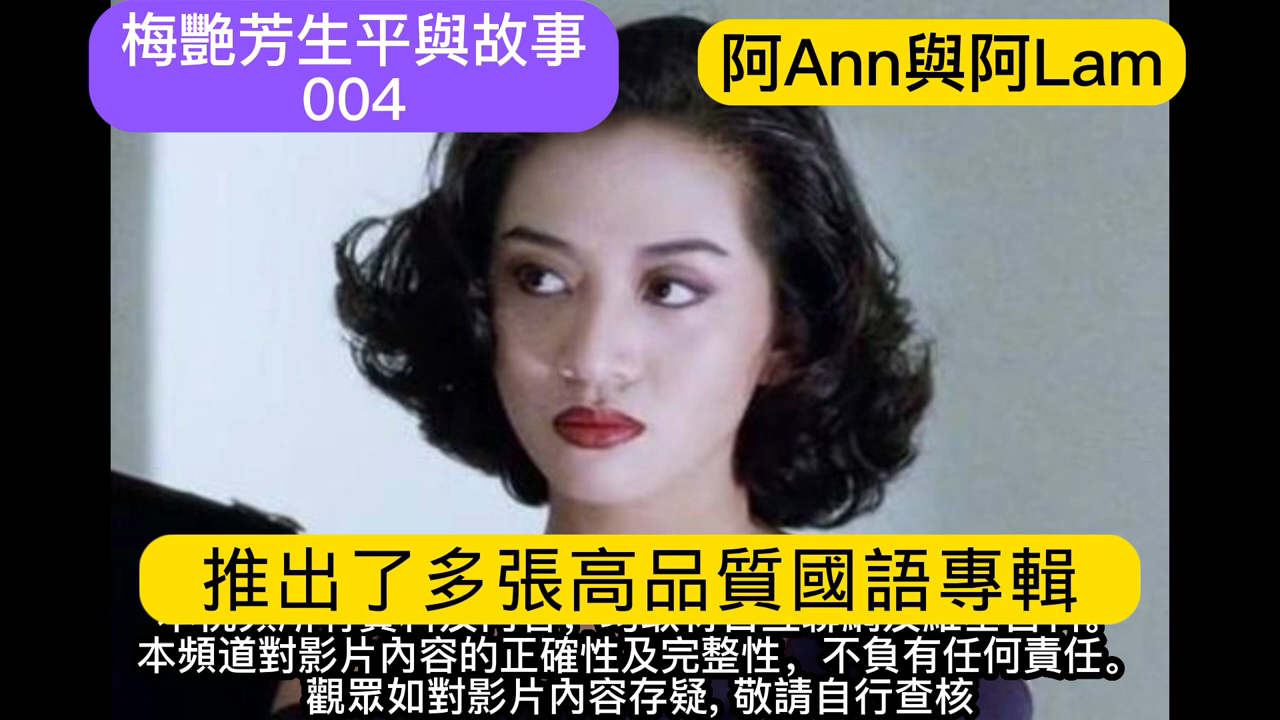 梅艷芳生平與故事
004
阿Ann與阿Lam
推出了多張高品質國語專輯
本頻道對影片內容的正確性及完整性，不負有任何責任。
觀眾如對影片內容存疑, 敬請自行查核